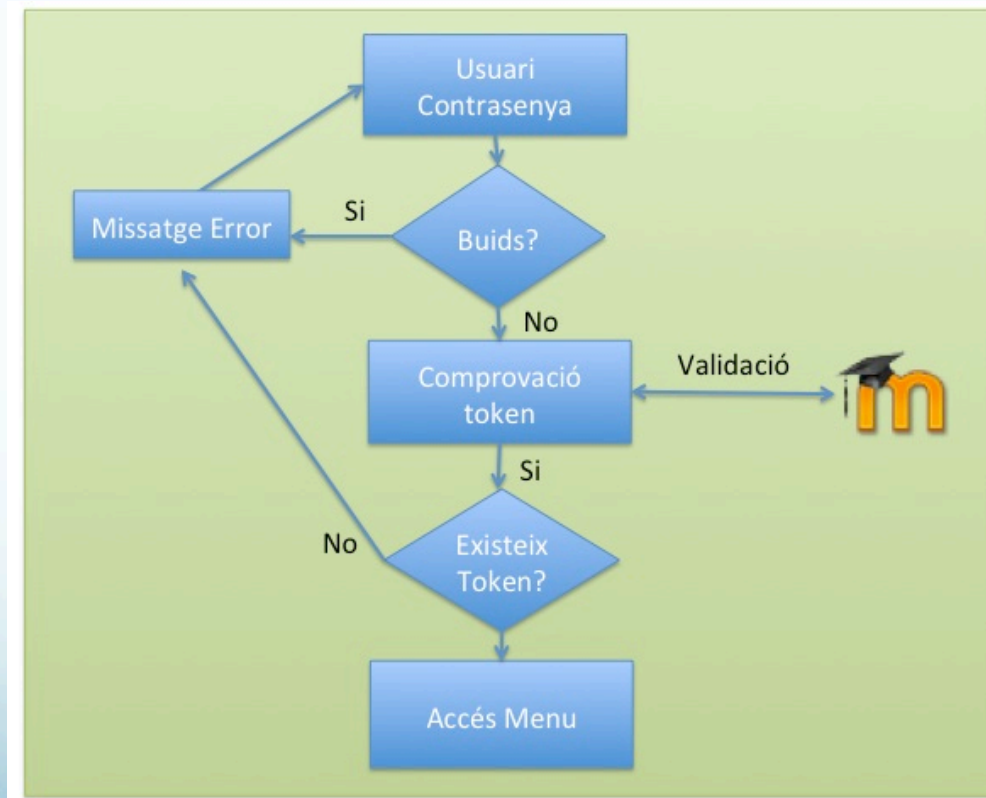 Usuari
Contrasenya
Missatge Error
Si
Buids?
No
Comprovació
token
Validació
m
Si
No
Existeix
Token?
Accés Menu